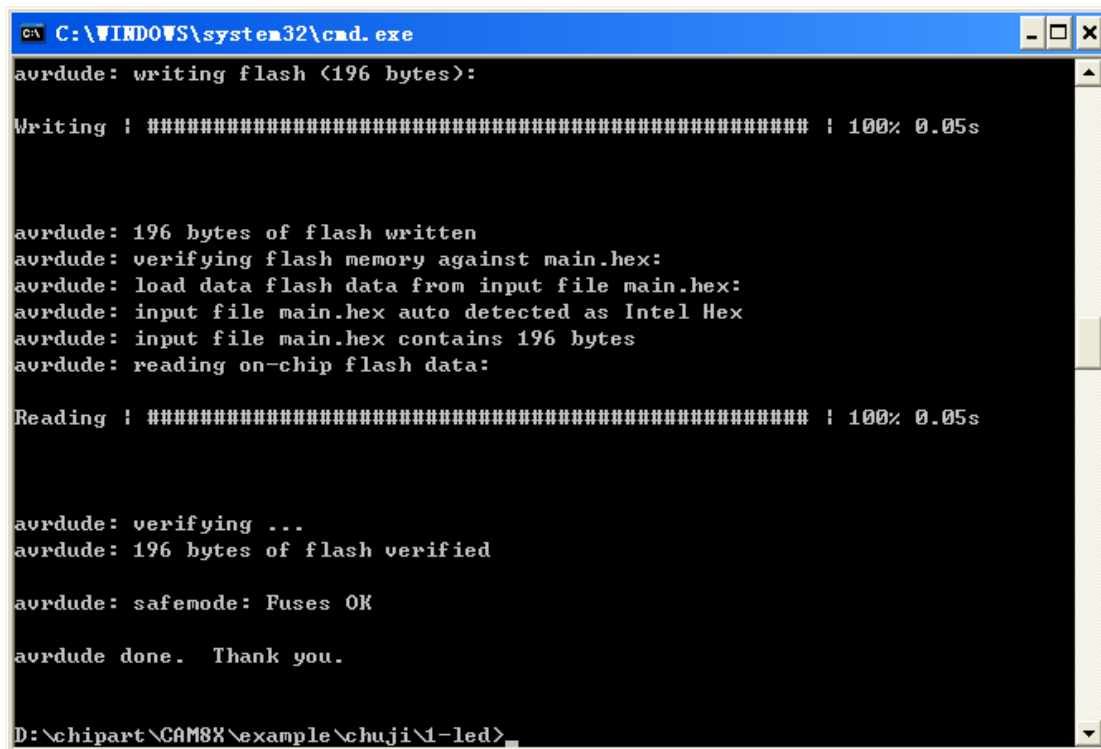 C:\WINDOWS\system32\cmd.exe
avrdude: writing flash (196 bytes):
Writing | ################################################## | 100% 0.05s
avrdude: 196 bytes of flash written
avrdude: verifying flash memory against main.hex:
avrdude: load data flash data from input file main.hex:
avrdude: input file main.hex auto detected as Intel Hex
avrdude: input file main.hex contains 196 bytes
avrdude: reading on-chip flash data:
Reading | ################################################## | 100% 0.05s
avrdude: verifying ...
avrdude: 196 bytes of flash verified
avrdude: safemode: Fuses OK
avrdude done.  Thank you.
D:\chipart\CAM8X\example\chuji\1-led>_